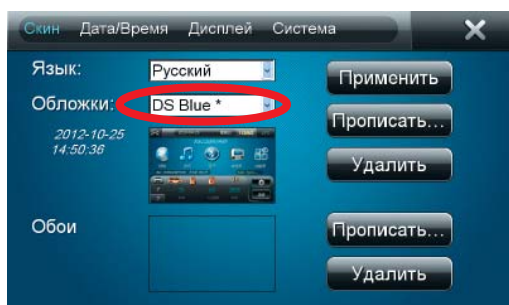 Скин Дата/Время Дисплей Система
Язык: Русский Применить
Обложки: DS Blue * Прописать...
2012-10-25
14:50:36
Удалить
Обои Прописать...
Удалить